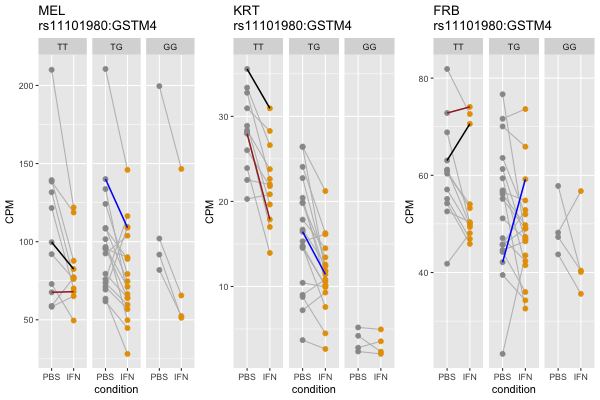 MEL
rs11101980:GSTM4
TT TG GG
CPM
200
150
100
50
PBS IFN PBS IFN PBS IFN
condition
KRT
rs11101980:GSTM4
TT TG GG
CPM
30
20
10
PBS IFN PBS IFN PBS IFN
condition
FRB
rs11101980:GSTM4
TT TG GG
CPM
80
60
40
PBS IFN PBS IFN PBS IFN
condition